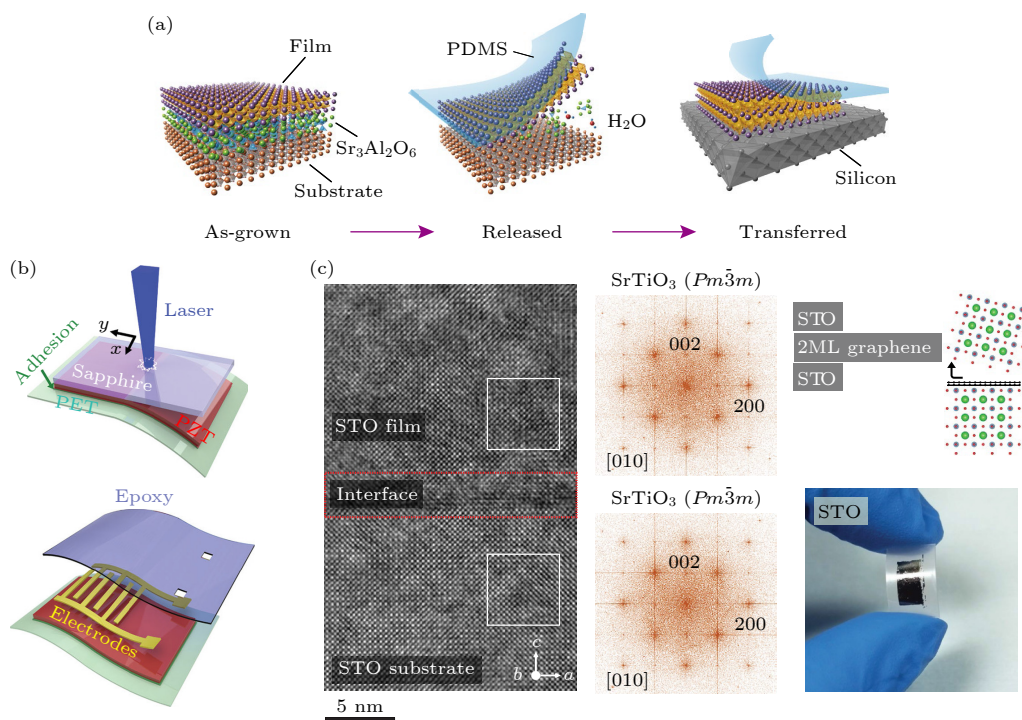 (a)
Film
Sr₃Al₂O₆
Substrate
PDMS
H₂O
Silicon
As-grown
Released
Transferred
(b)
y
x
Laser
Adhesion
Sapphire
PET
PZT
Epoxy
Electrodes
(c)
STO film
Interface
STO substrate
c
b
a
5 nm
SrTiO₃ (Pm3̄m)
002
200
[010]
SrTiO₃ (Pm3̄m)
002
200
[010]
STO
2ML graphene
STO
STO